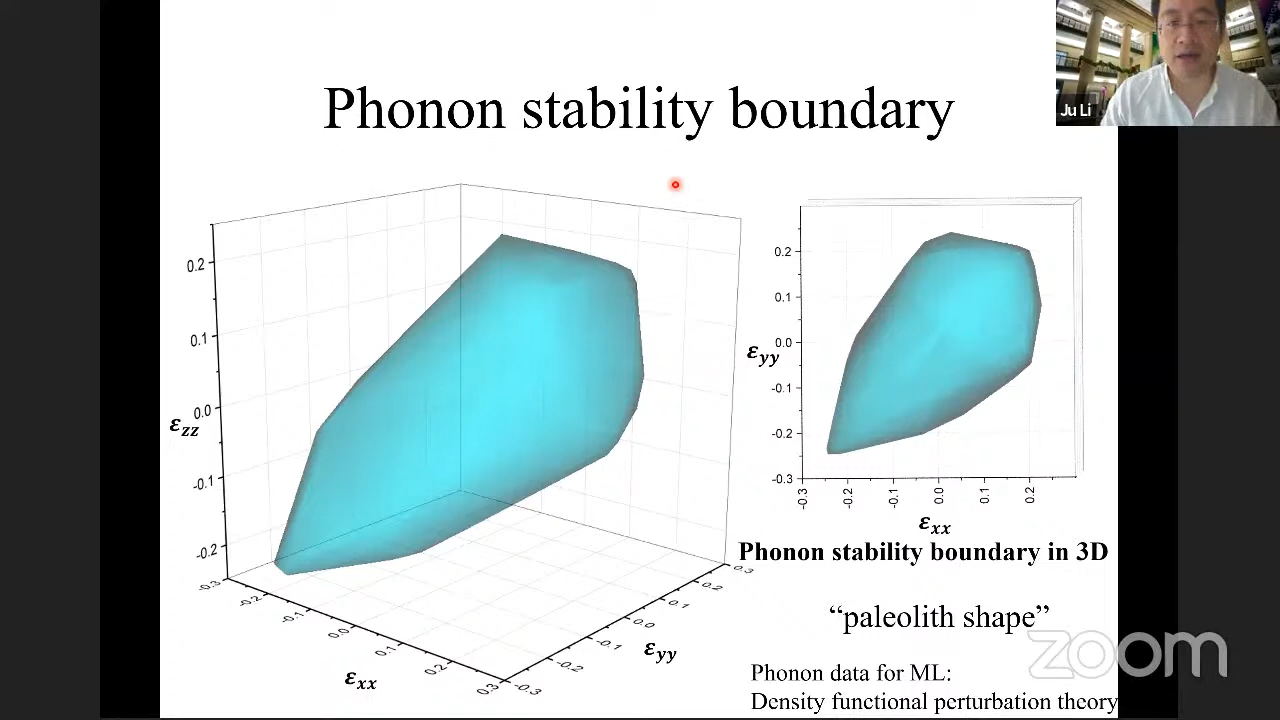 Ju Li
Phonon stability boundary
0.2
0.1
0.0
-0.1
-0.2
εzz
-0.3
-0.2
-0.1
0.0
0.1
0.2
0.3
εxx
-0.3
-0.2
-0.1
0.0
0.1
0.2
0.3
εyy
0.2
0.1
0.0
-0.1
-0.2
-0.3
εyy
-0.3
-0.2
-0.1
0.0
0.1
0.2
εxx
Phonon stability boundary in 3D
“paleolith shape”
zoom
Phonon data for ML:
Density functional perturbation theory